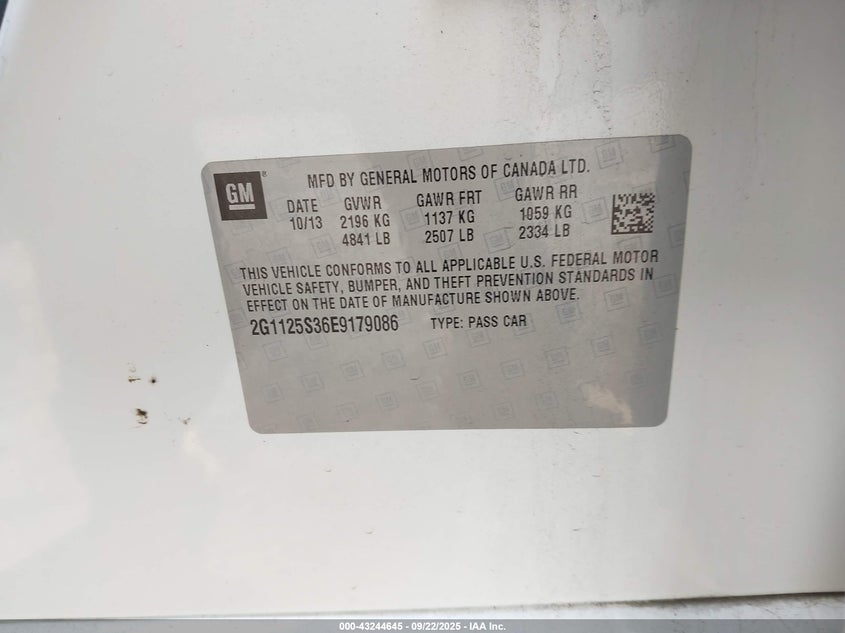 GM
MFD BY GENERAL MOTORS OF CANADA LTD.
DATE GVWR GAWR FRT GAWR RR
10/13 2196 KG 1137 KG 1059 KG
4841 LB 2507 LB 2334 LB
THIS VEHICLE CONFORMS TO ALL APPLICABLE U.S. FEDERAL MOTOR
VEHICLE SAFETY, BUMPER, AND THEFT PREVENTION STANDARDS IN
EFFECT ON THE DATE OF MANUFACTURE SHOWN ABOVE.
2G1125S36E9179086 TYPE: PASS CAR
000-43244645 - 09/22/2025 - IAA Inc.